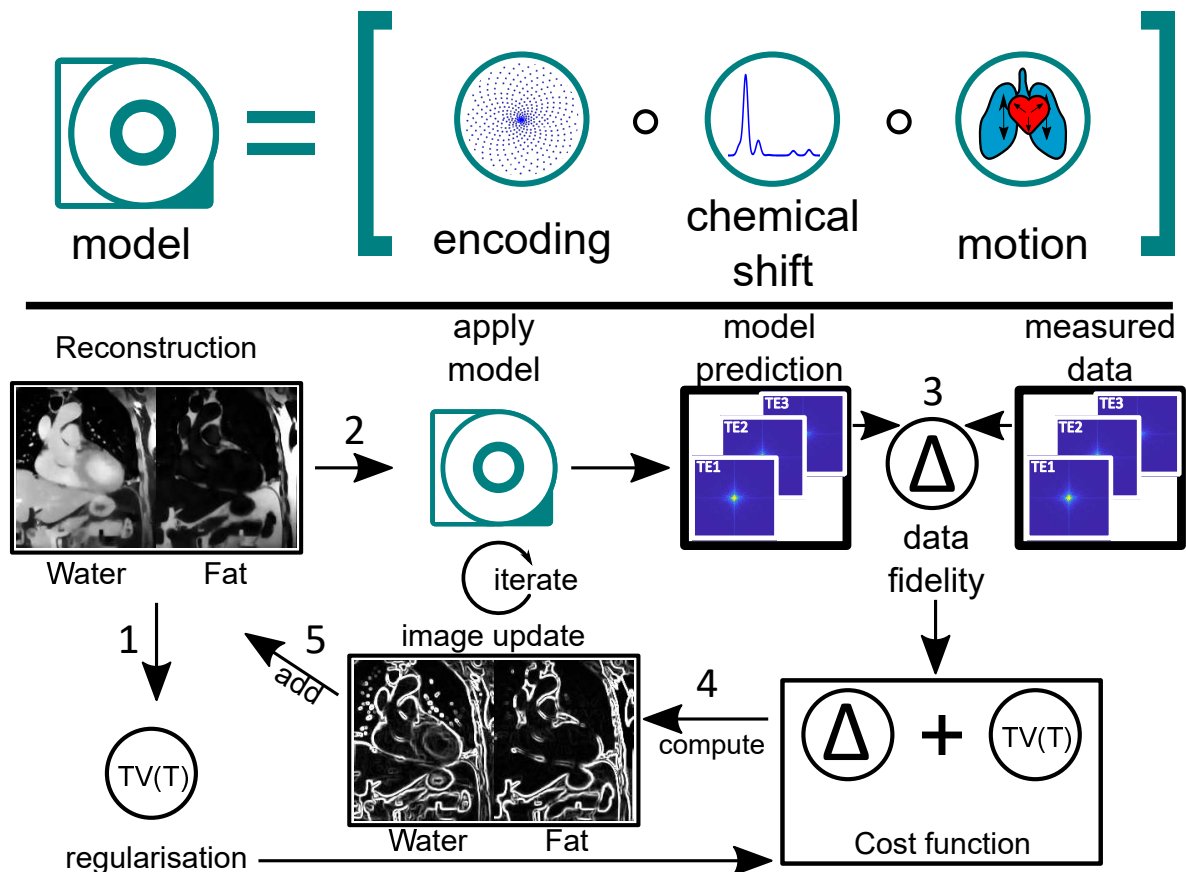 model
encoding
chemical
shift
motion
Reconstruction
apply
model
model
prediction
measured
data
TE3
TE2
TE1
TE3
TE2
TE1
2
3
Δ
data
fidelity
Water
Fat
iterate
1
5
add
image update
4
compute
TV(T)
regularisation
Water
Fat
Δ + TV(T)
Cost function